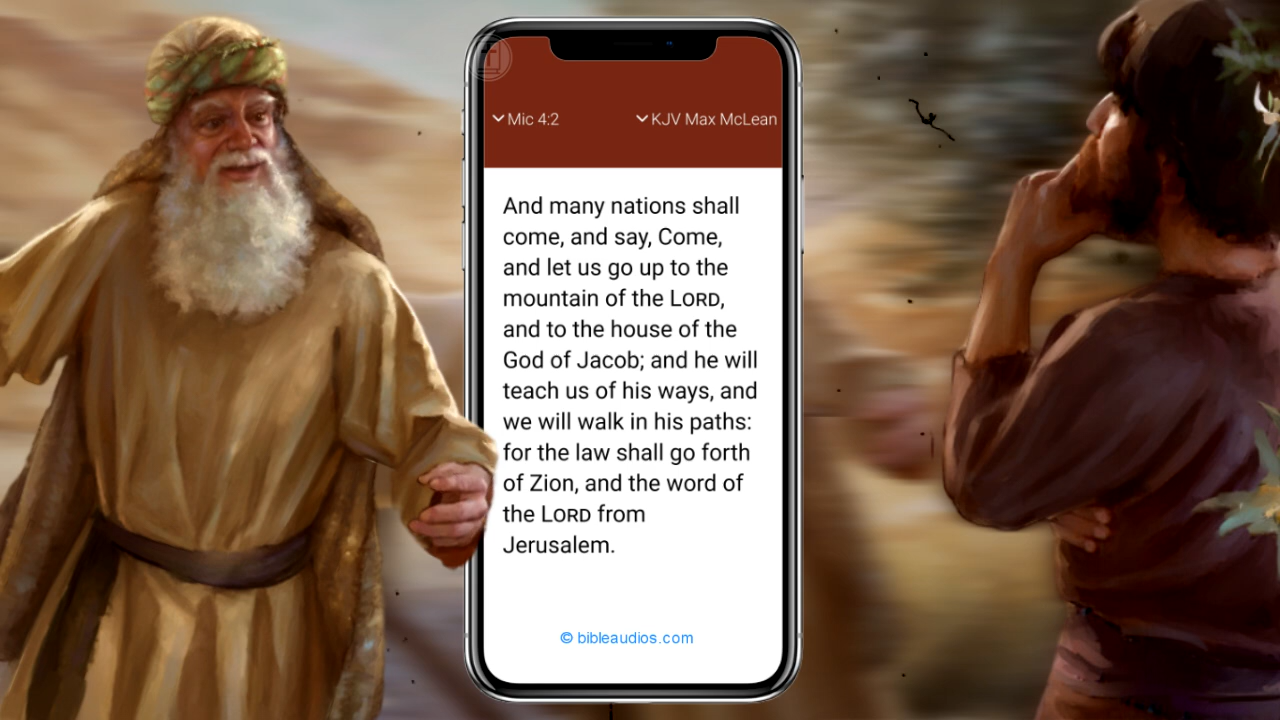 Mic 4:2
KJV Max McLean
And many nations shall
come, and say, Come,
and let us go up to the
mountain of the LORD,
and to the house of the
God of Jacob; and he will
teach us of his ways, and
we will walk in his paths:
for the law shall go forth
of Zion, and the word of
the LORD from
Jerusalem.
© bibleaudios.com